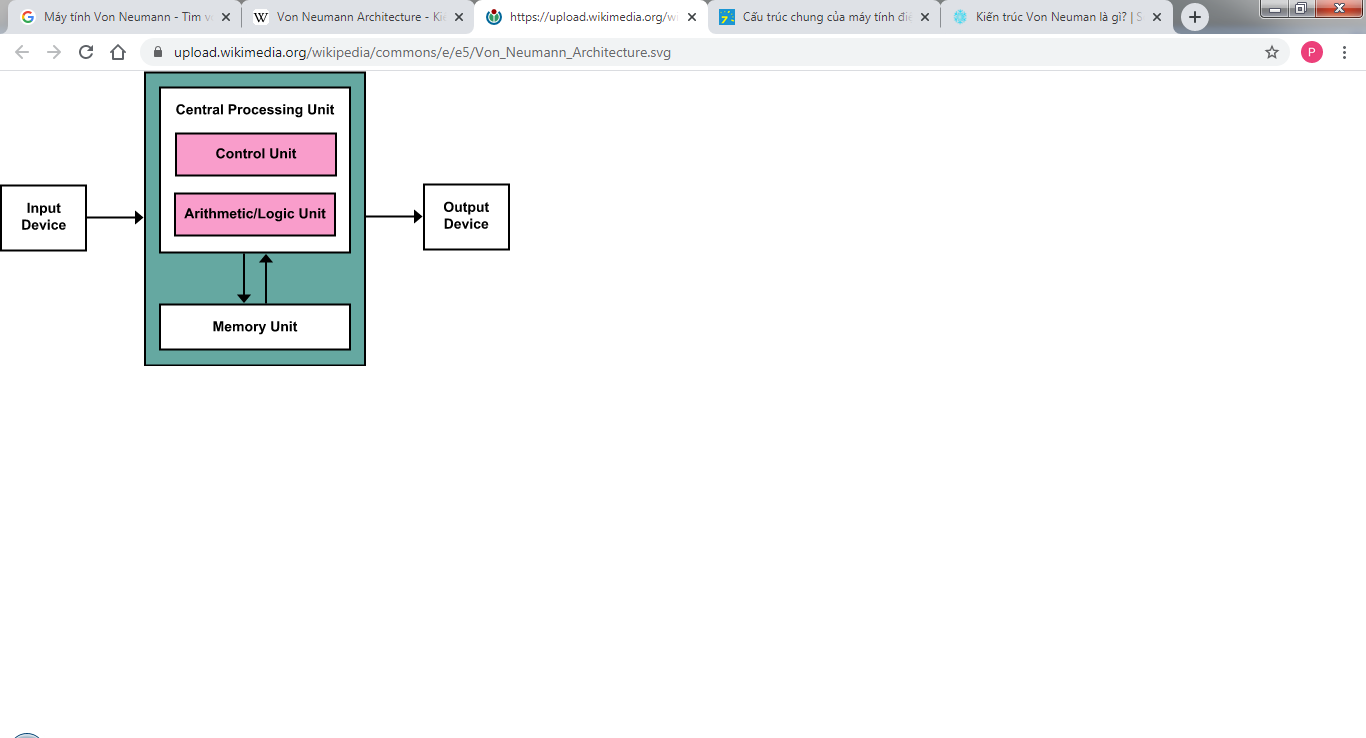 Máy tính Von Neumann - Tìm v
Von Neumann Architecture - Ki
https://upload.wikimedia.org/wi
Cấu trúc chung của máy tính đi
Kiến trúc Von Neuman là gì? | S
upload.wikimedia.org/wikipedia/commons/e/e5/Von_Neumann_Architecture.svg
P
Central Processing Unit
Control Unit
Arithmetic/Logic Unit
Input
Device
Output
Device
Memory Unit